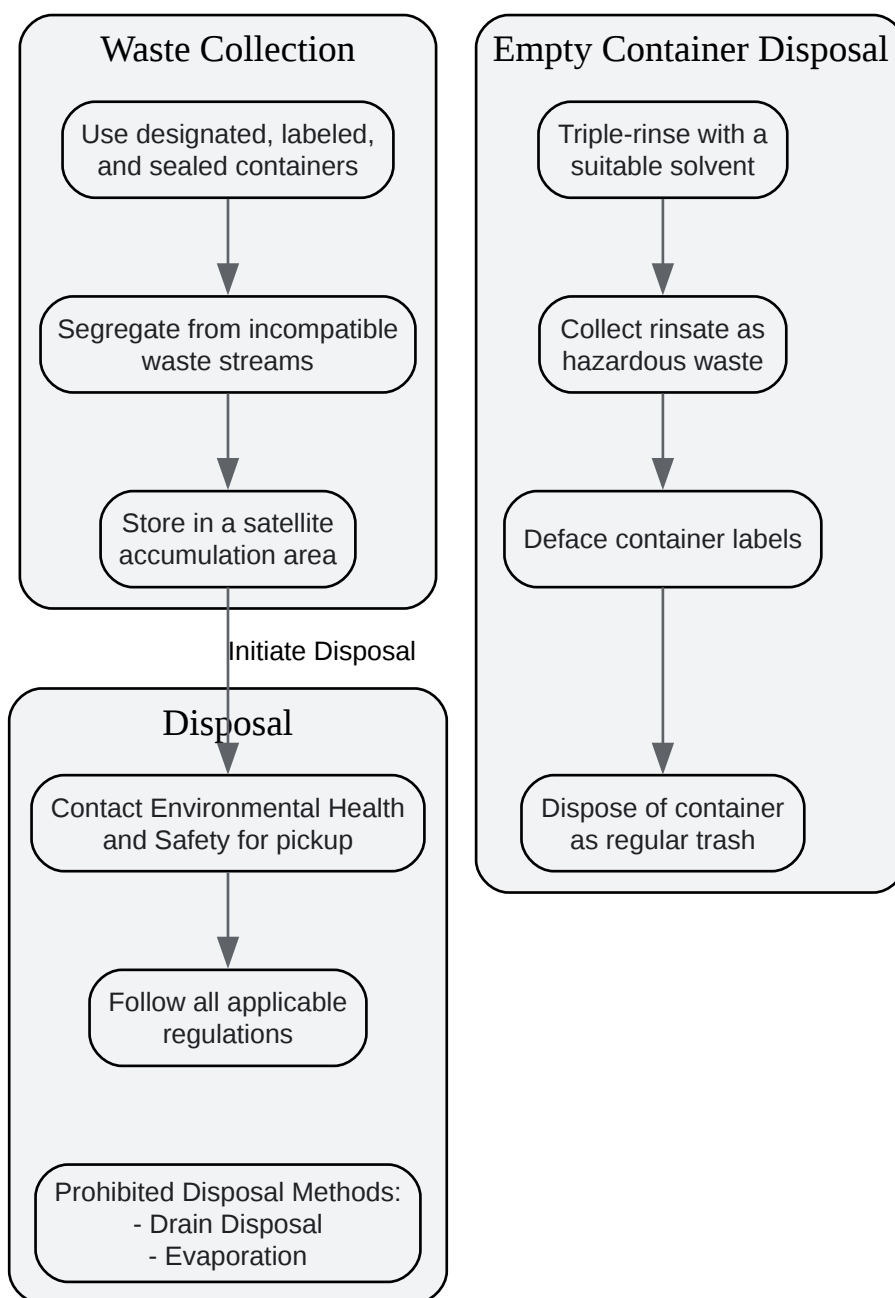 Waste Collection
Use designated, labeled,
and sealed containers
Segregate from incompatible
waste streams
Store in a satellite
accumulation area
Initiate Disposal
Disposal
Contact Environmental Health
and Safety for pickup
Follow all applicable
regulations
Prohibited Disposal Methods:
- Drain Disposal
- Evaporation
Empty Container Disposal
Triple-rinse with a
suitable solvent
Collect rinsate as
hazardous waste
Deface container labels
Dispose of container
as regular trash